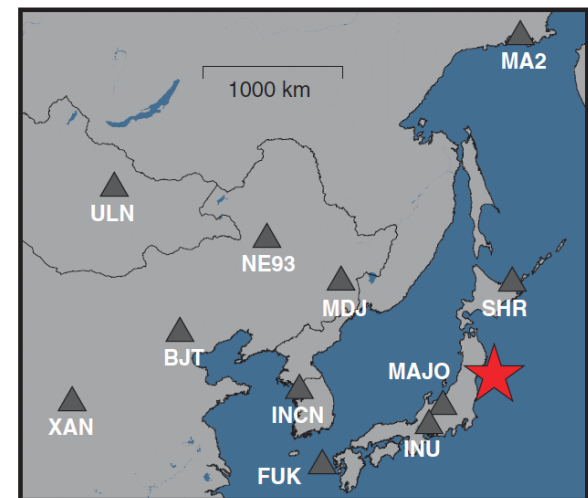 MA2
1000 km
ULN
NE93
MDJ
SHR
BJT
MAJO
INCN
XAN
INU
FUK